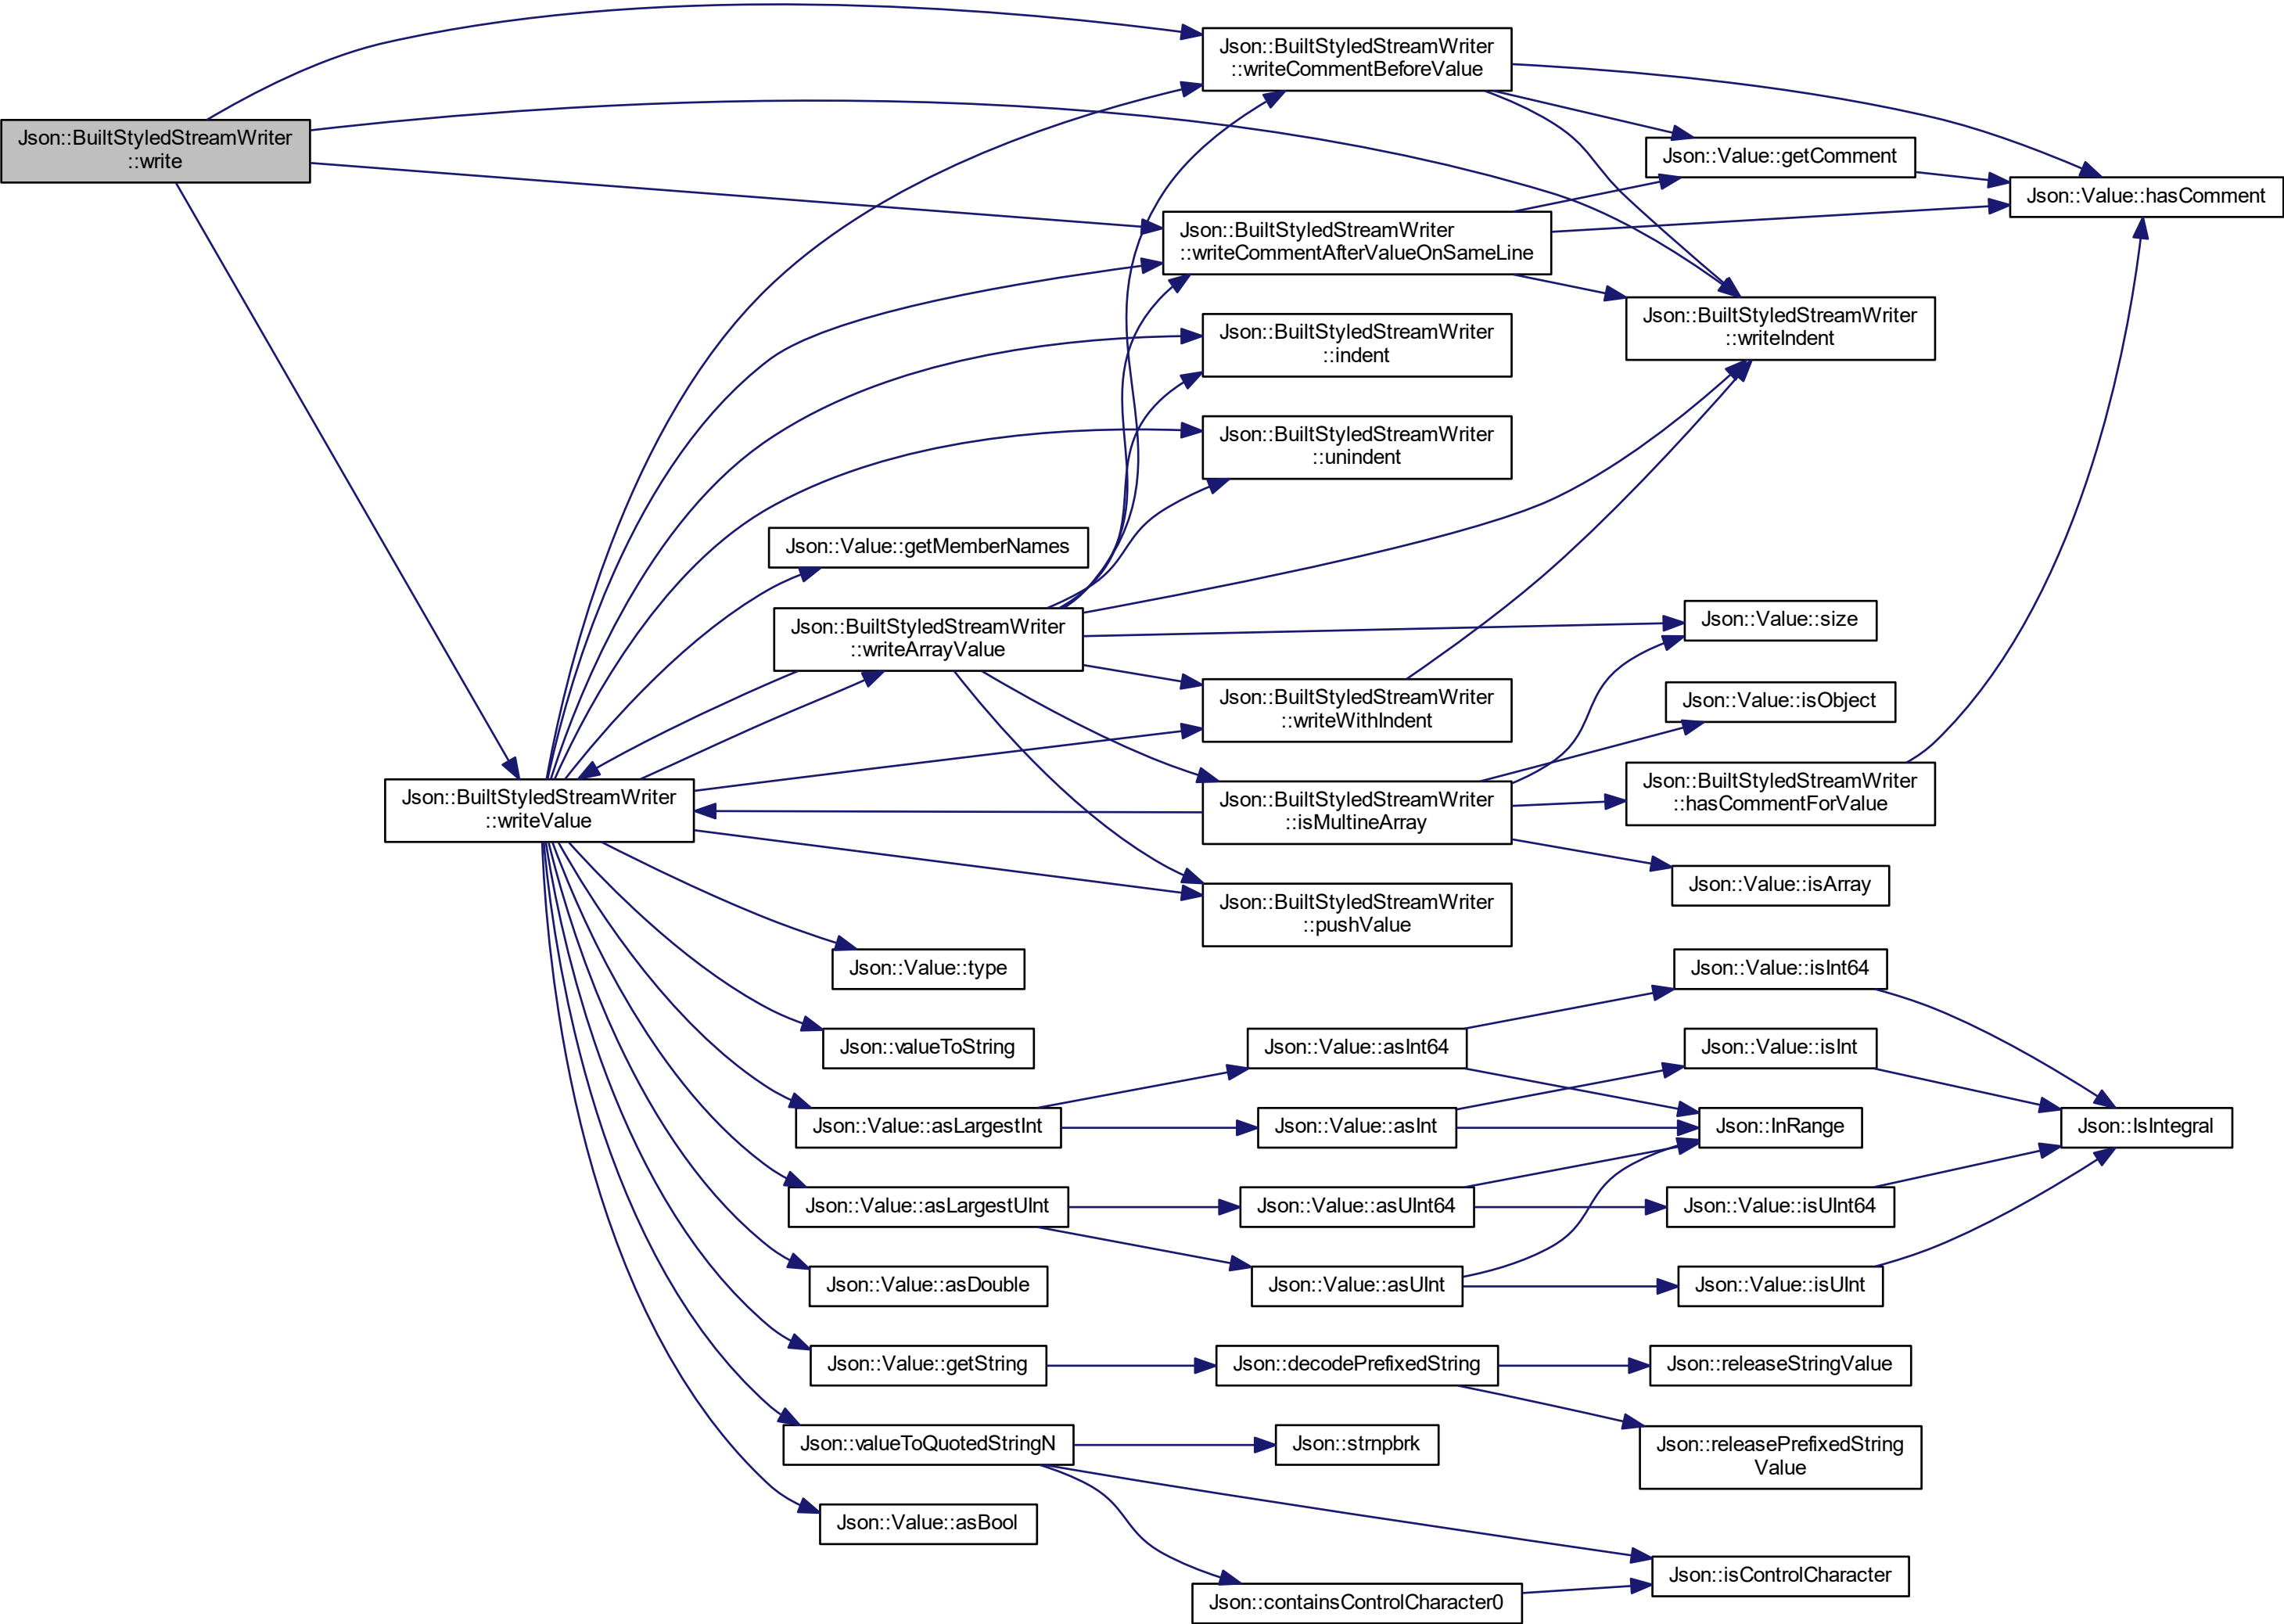 Json::BuiltStyledStreamWriter
::write
Json::BuiltStyledStreamWriter
::writeCommentBeforeValue
Json::Value::getComment
Json::Value::hasComment
Json::BuiltStyledStreamWriter
::writeCommentAfterValueOnSameLine
Json::BuiltStyledStreamWriter
::writeIndent
Json::BuiltStyledStreamWriter
::indent
Json::BuiltStyledStreamWriter
::unindent
Json::Value::getMemberNames
Json::BuiltStyledStreamWriter
::writeArrayValue
Json::Value::size
Json::BuiltStyledStreamWriter
::writeWithIndent
Json::Value::isObject
Json::BuiltStyledStreamWriter
::writeValue
Json::BuiltStyledStreamWriter
::isMultineArray
Json::BuiltStyledStreamWriter
::hasCommentForValue
Json::Value::isArray
Json::BuiltStyledStreamWriter
::pushValue
Json::Value::type
Json::Value::isInt64
Json::valueToString
Json::Value::asInt64
Json::Value::isInt
Json::Value::asLargestInt
Json::Value::asInt
Json::InRange
Json::IsIntegral
Json::Value::asLargestUInt
Json::Value::asUInt64
Json::Value::isUInt64
Json::Value::asDouble
Json::Value::asUInt
Json::Value::isUInt
Json::Value::getString
Json::decodePrefixedString
Json::releaseStringValue
Json::valueToQuotedStringN
Json::strnpbrk
Json::releasePrefixedString
Value
Json::Value::asBool
Json::isControlCharacter
Json::containsControlCharacter0